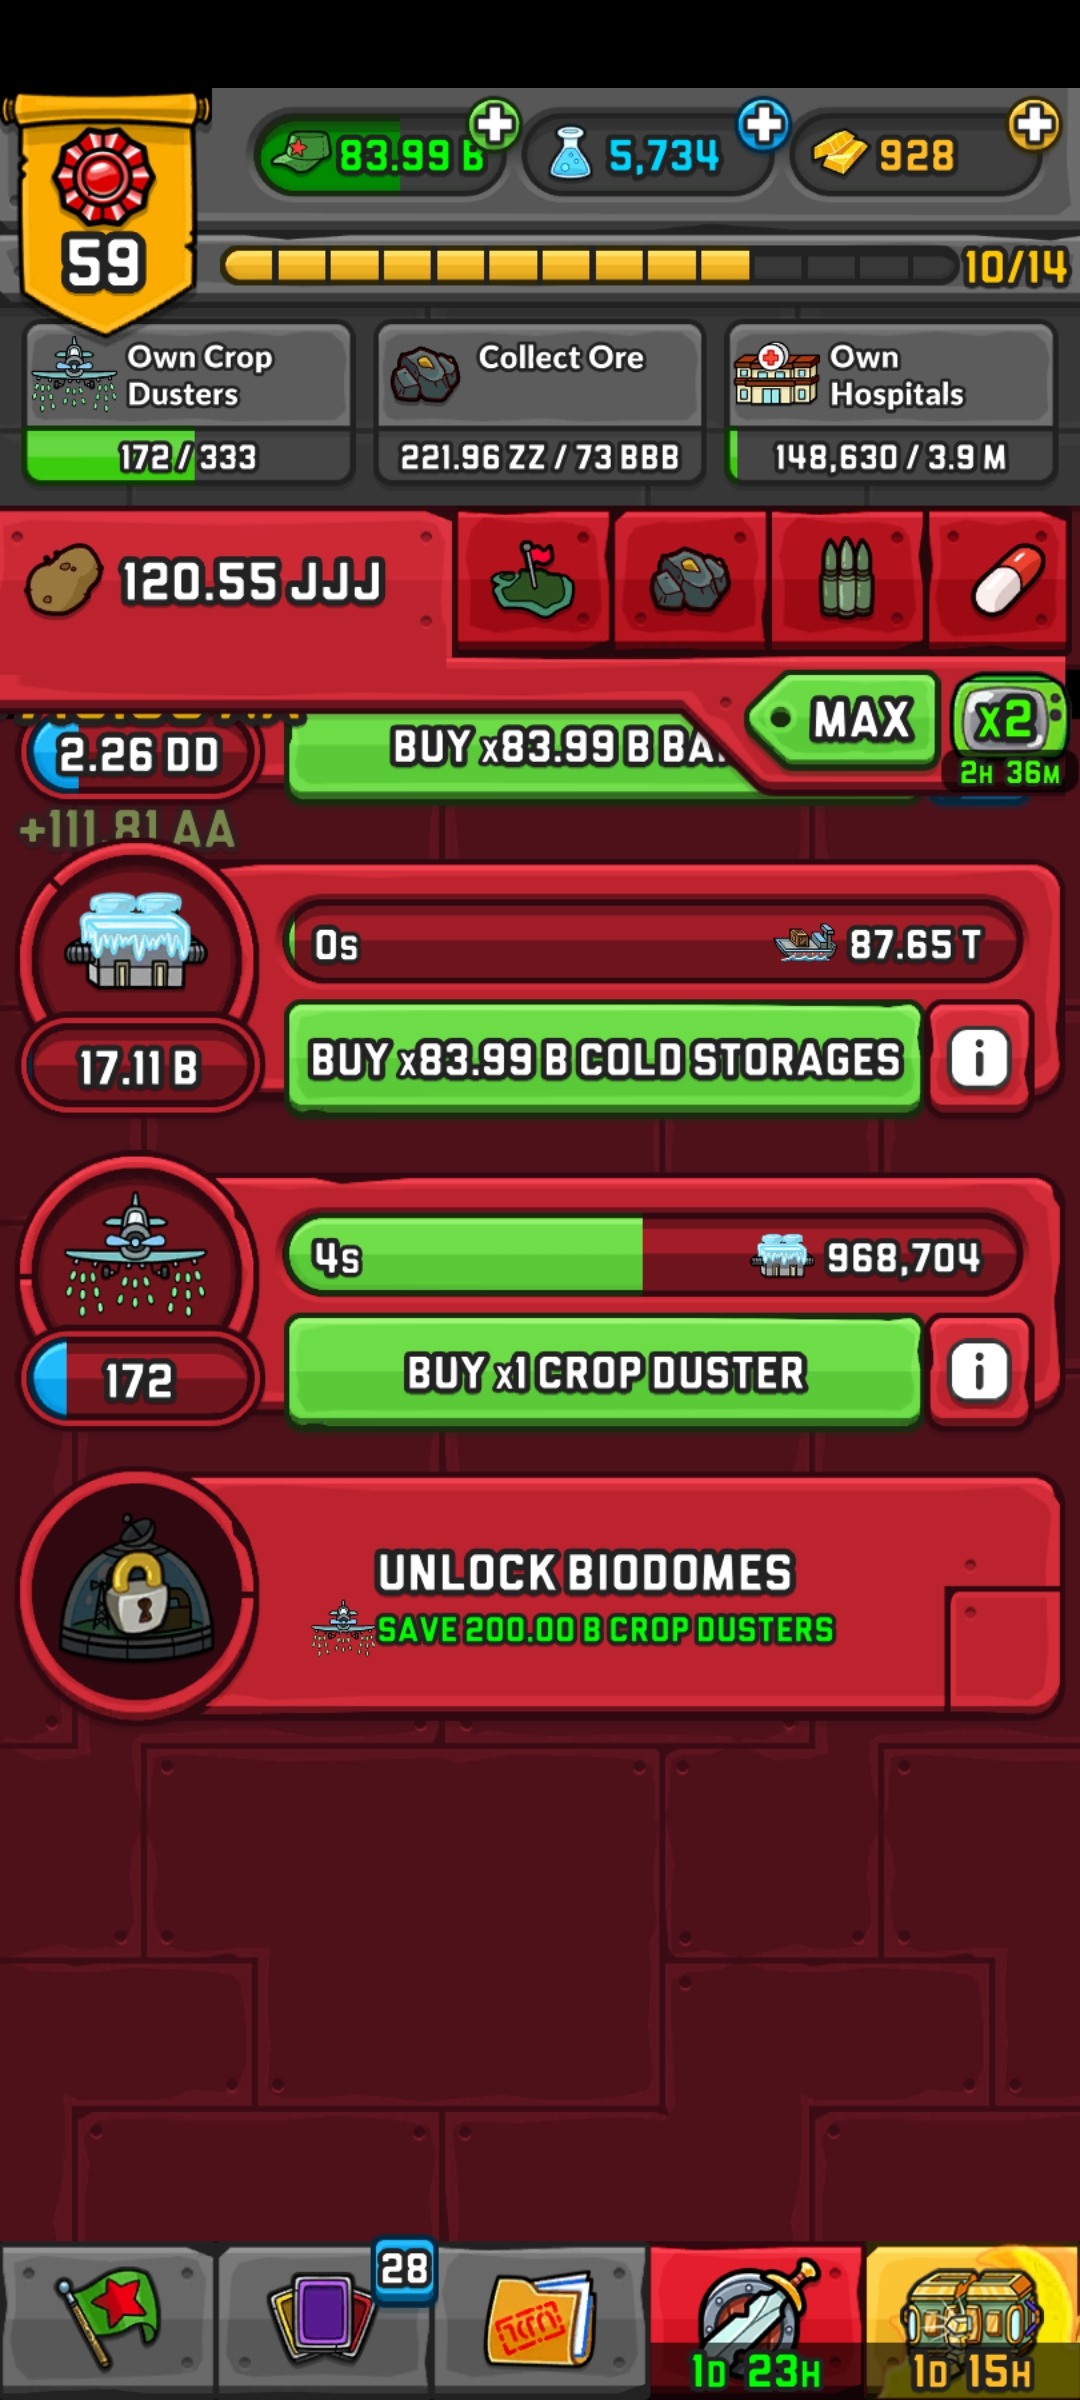 83.99 B
5,734
928
59
10/14
Own Crop Dusters
172 / 333
Collect Ore
221.96 ZZ / 73 BBB
Own Hospitals
148,630 / 3.9 M
120.55 JJJ
MAX
x2
2H 36M
2.26 DD
BUY x83.99 B
+111.81 AA
0s
87.65 T
17.11 B
BUY x83.99 B COLD STORAGES
i
4s
968,704
172
BUY x1 CROP DUSTER
i
UNLOCK BIODOMES
SAVE 200.00 B CROP DUSTERS
28
1D 23H
1D 15H